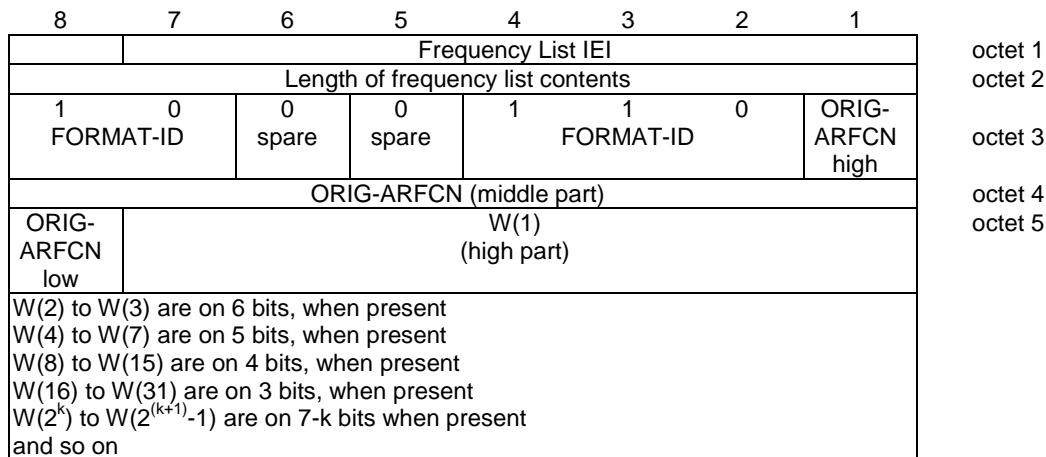 8 7 6 5 4 3 2 1
Frequency List IEI octet 1
Length of frequency list contents octet 2
1 0 0 0 1 1 0 ORIG-
FORMAT-ID spare spare FORMAT-ID ARFCN octet 3
high
ORIG-ARFCN (middle part) octet 4
ORIG- W(1) octet 5
ARFCN (high part)
low
W(2) to W(3) are on 6 bits, when present
W(4) to W(7) are on 5 bits, when present
W(8) to W(15) are on 4 bits, when present
W(16) to W(31) are on 3 bits, when present
W(2^k) to W(2^(k+1)-1) are on 7-k bits when present
and so on